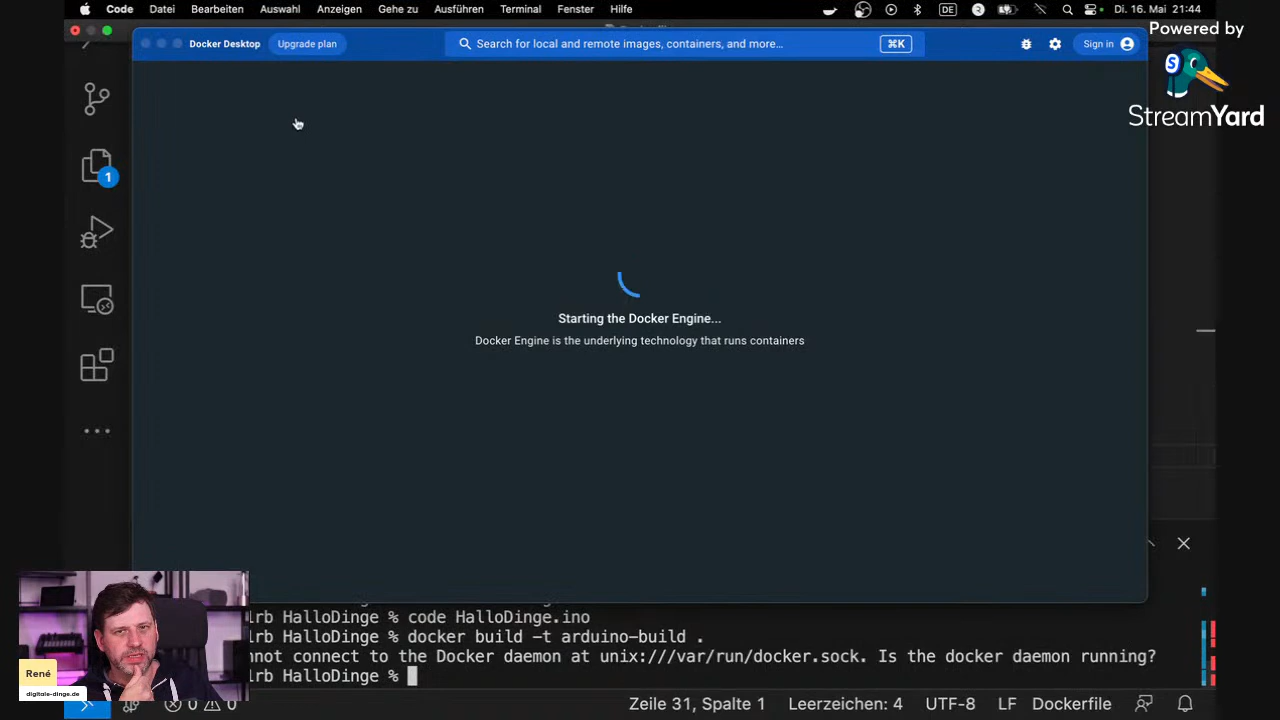 Code Datei Bearbeiten Auswahl Anzeigen Gehe zu Ausführen Terminal Fenster Hilfe DE Di. 16. Mai 21:44
Powered by
StreamYard
Docker Desktop Upgrade plan Search for local and remote images, containers, and more... ⌘K Sign in
1
Starting the Docker Engine...
Docker Engine is the underlying technology that runs containers
lrb HalloDinge % code HalloDinge.ino
lrb HalloDinge % docker build -t arduino-build .
nnot connect to the Docker daemon at unix:///var/run/docker.sock. Is the docker daemon running?
lrb HalloDinge %
René
digitale-dinge.de
0 0 Zeile 31, Spalte 1 Leerzeichen: 4 UTF-8 LF Dockerfile